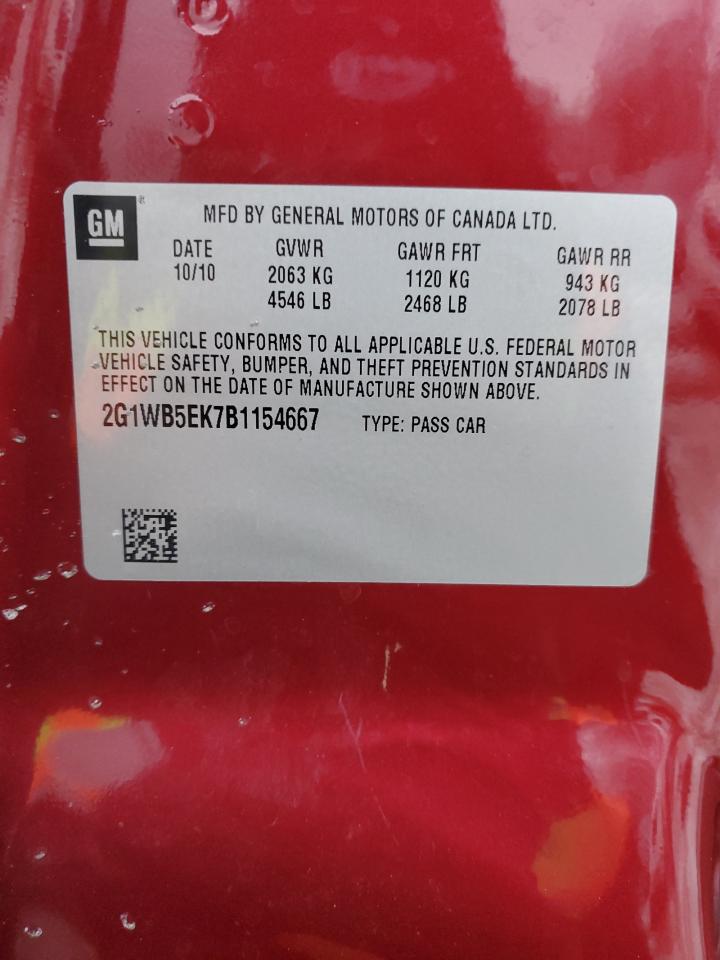 GM ®
MFD BY GENERAL MOTORS OF CANADA LTD.
DATE GVWR GAWR FRT GAWR RR
10/10 2063 KG 1120 KG 943 KG
4546 LB 2468 LB 2078 LB
THIS VEHICLE CONFORMS TO ALL APPLICABLE U.S. FEDERAL MOTOR
VEHICLE SAFETY, BUMPER, AND THEFT PREVENTION STANDARDS IN
EFFECT ON THE DATE OF MANUFACTURE SHOWN ABOVE.
2G1WB5EK7B1154667 TYPE: PASS CAR